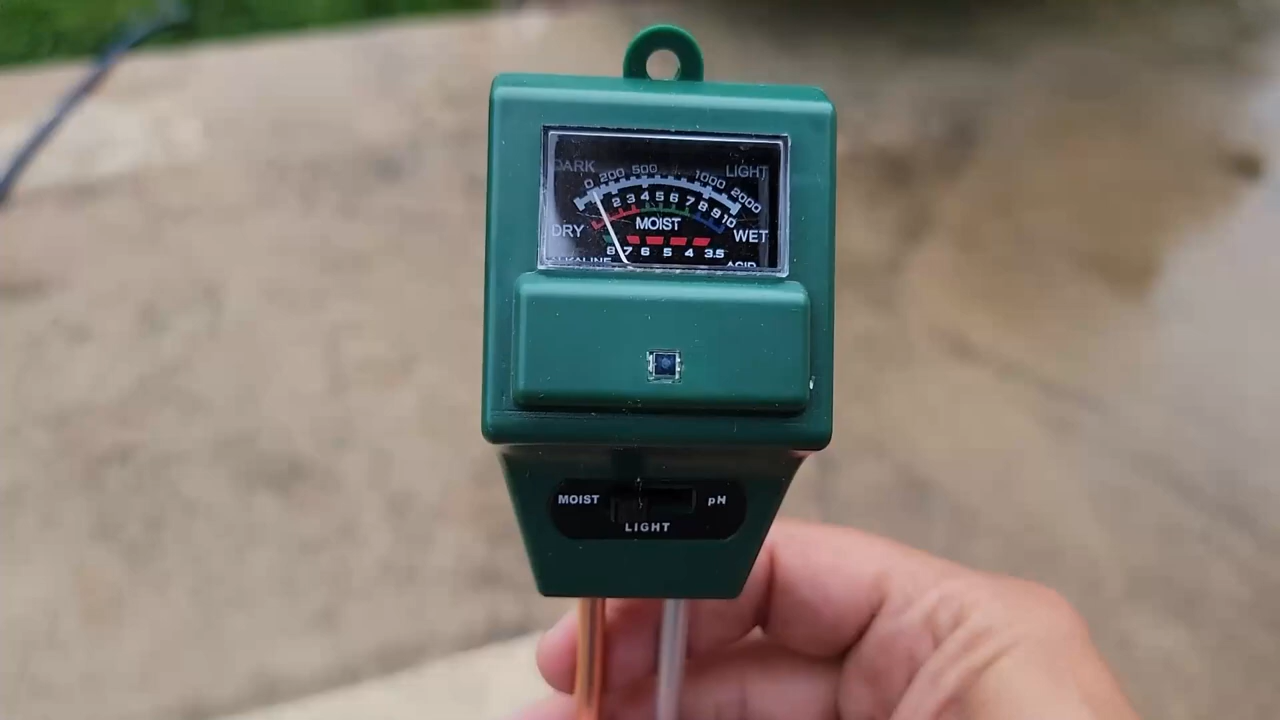 DARK LIGHT
0 200 500 1000 2000
2 3 4 5 6 7 8 9 10
DRY MOIST WET
8 7 6 5 4 3.5
ALKALINE ACID
MOIST pH
LIGHT